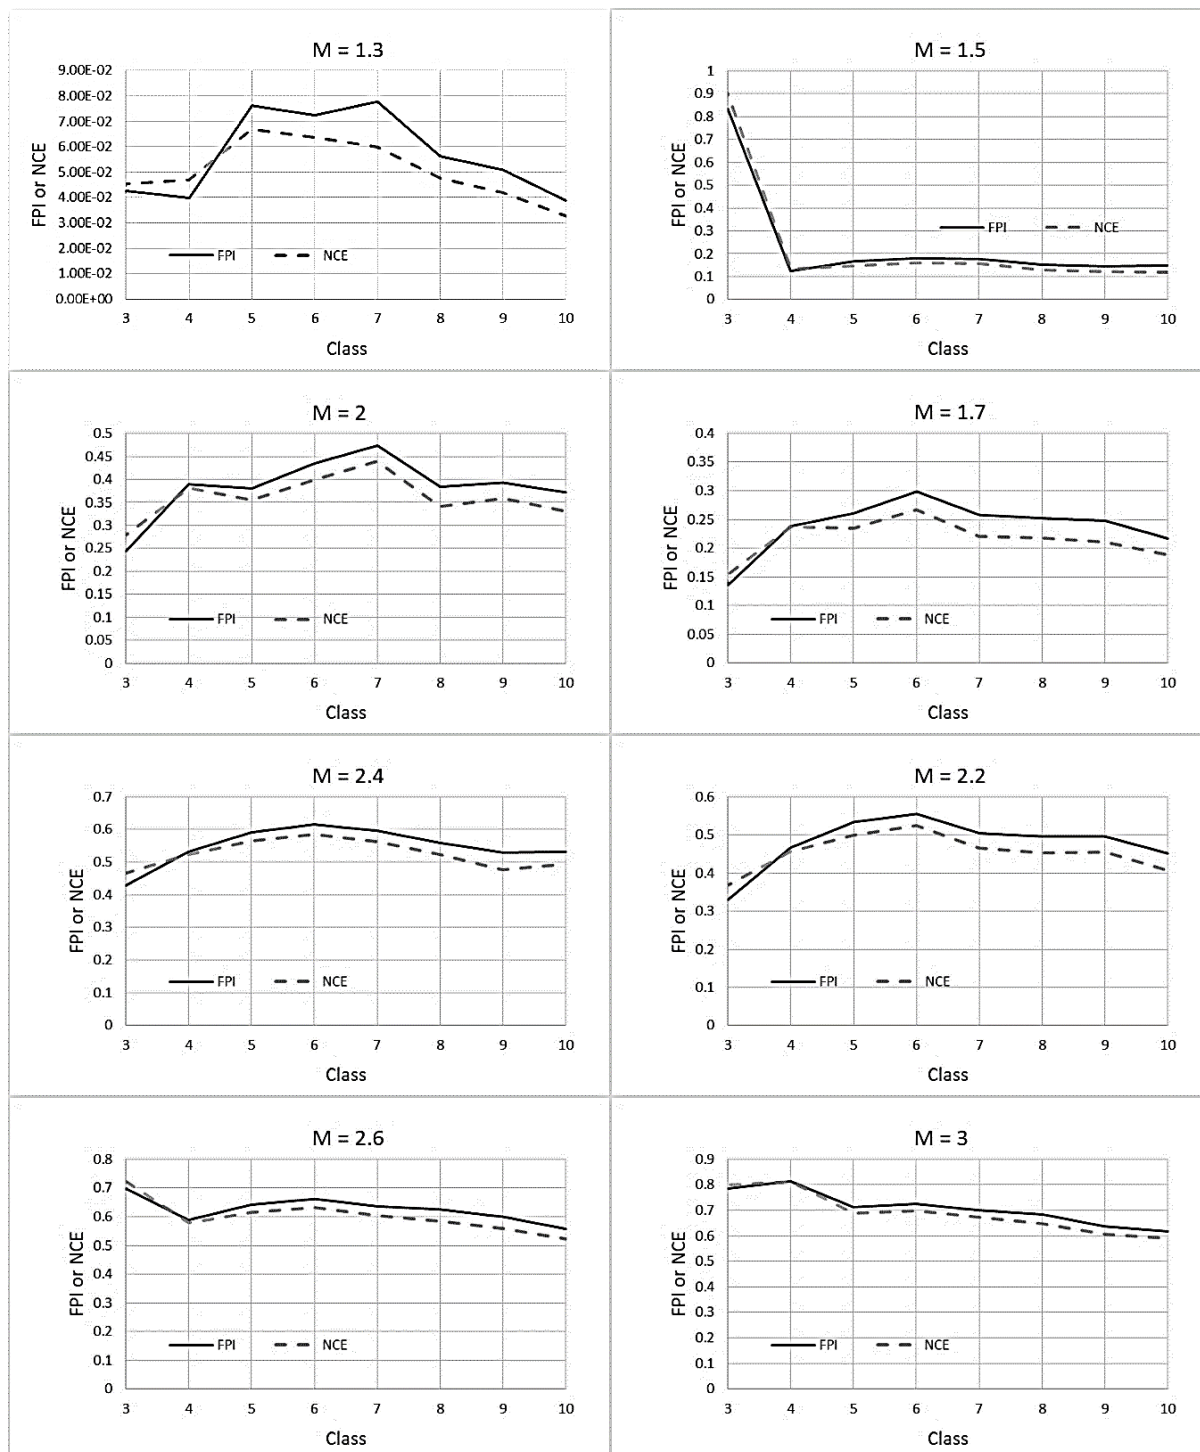 M = 1.3
9.00E-02
8.00E-02
7.00E-02
6.00E-02
5.00E-02
4.00E-02
3.00E-02
2.00E-02
1.00E-02
0.00E+00
FPI or NCE
FPI NCE
3 4 5 6 7 8 9 10
Class
M = 1.5
1
0.9
0.8
0.7
0.6
0.5
0.4
0.3
0.2
0.1
0
FPI or NCE
FPI NCE
3 4 5 6 7 8 9 10
Class
M = 2
0.5
0.45
0.4
0.35
0.3
0.25
0.2
0.15
0.1
0.05
0
FPI or NCE
FPI NCE
3 4 5 6 7 8 9 10
Class
M = 1.7
0.4
0.35
0.3
0.25
0.2
0.15
0.1
0.05
0
FPI or NCE
FPI NCE
3 4 5 6 7 8 9 10
Class
M = 2.4
0.7
0.6
0.5
0.4
0.3
0.2
0.1
0
FPI or NCE
FPI NCE
3 4 5 6 7 8 9 10
Class
M = 2.2
0.6
0.5
0.4
0.3
0.2
0.1
0
FPI or NCE
FPI NCE
3 4 5 6 7 8 9 10
Class
M = 2.6
0.8
0.7
0.6
0.5
0.4
0.3
0.2
0.1
0
FPI or NCE
FPI NCE
3 4 5 6 7 8 9 10
Class
M = 3
0.9
0.8
0.7
0.6
0.5
0.4
0.3
0.2
0.1
0
FPI or NCE
FPI NCE
3 4 5 6 7 8 9 10
Class